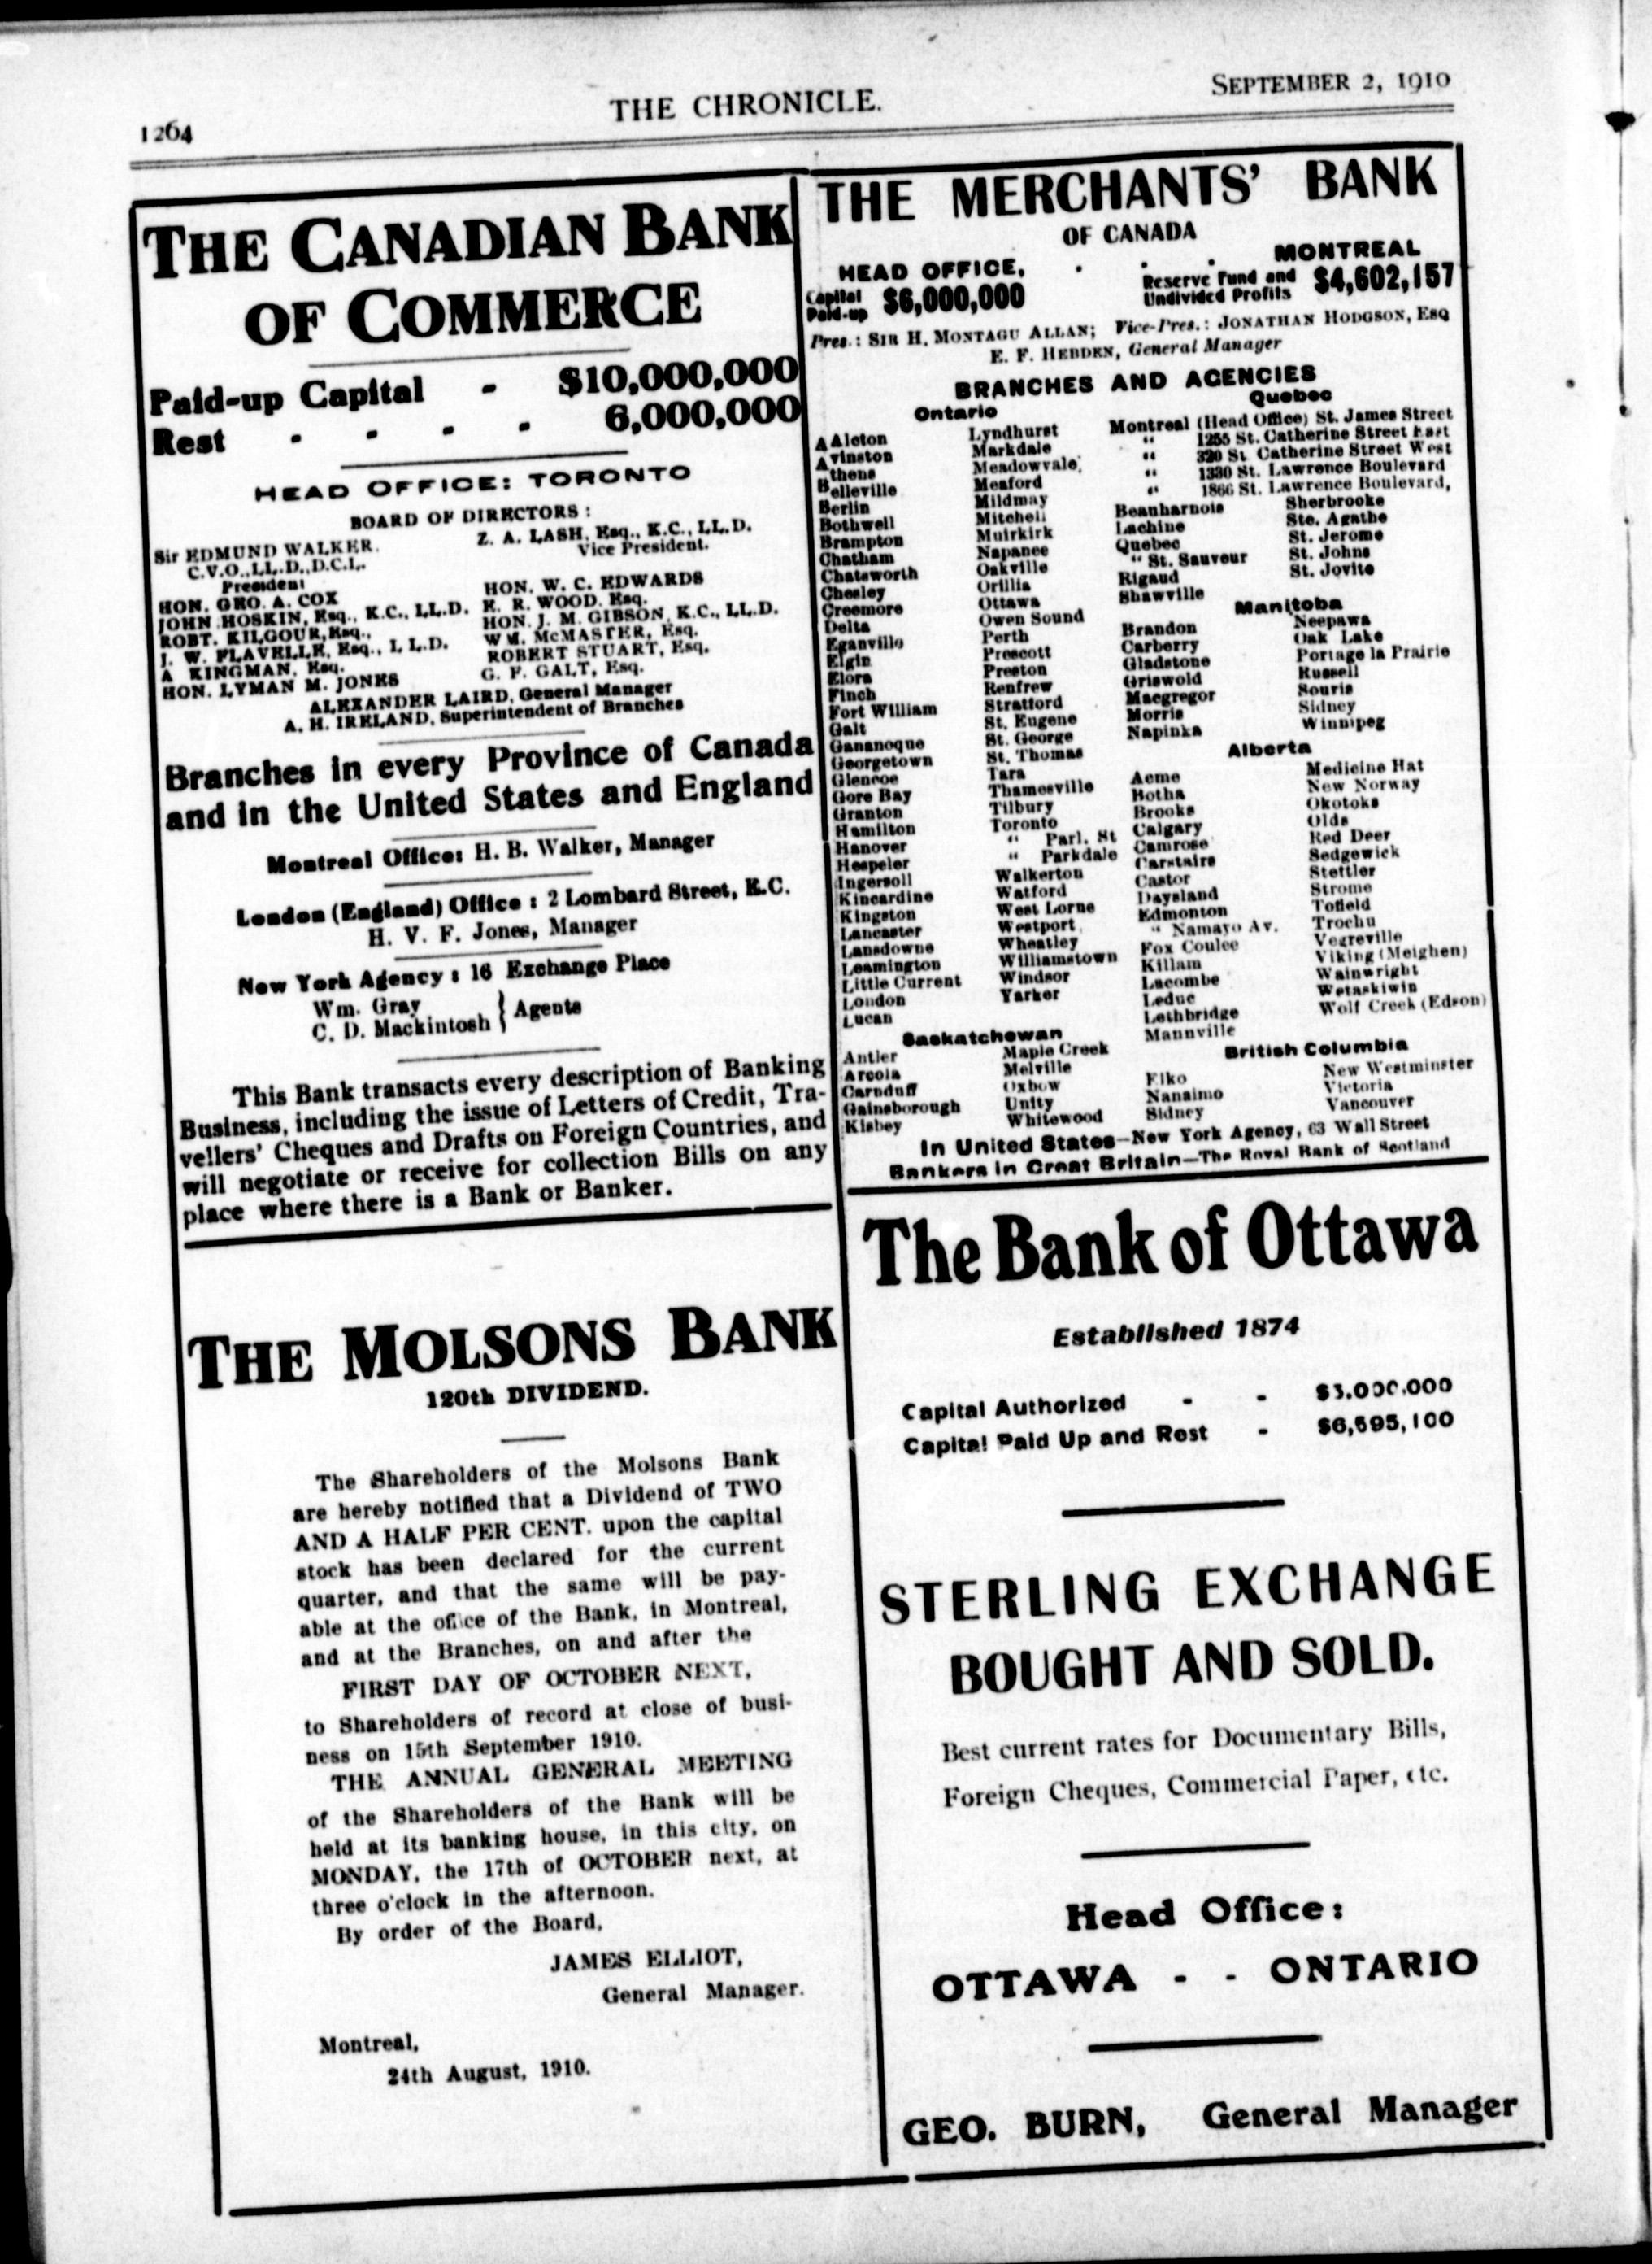 1264
THE CHRONICLE.
SEPTEMBER 2, 1910
THE CANADIAN BANK
OF COMMERCE
Paid-up Capital - $10,000,000
Rest - - - - 6,000,000
HEAD OFFICE: TORONTO
BOARD OF DIRECTORS :
Sir EDMUND WALKER.
C.V.O., LL.D., D.C.L.
President
Z. A. LASH, Esq., K.C., LL.D.
Vice President.
HON. GEO. A. COX
JOHN HOSKIN, Esq., K.C., LL.D.
ROBT. KILGOUR, Esq.,
J. W. FLAVELLE, Esq., L L.D.
A KINGMAN, Esq.
HON. LYMAN M. JONES
HON. W. C. EDWARDS
E. R. WOOD. Esq.
HON. J. M. GIBSON, K.C., LL.D.
WM. McMASTER, Esq.
ROBERT STUART, Esq.
G. F. GALT, Esq.
ALEXANDER LAIRD, General Manager
A. H. IRELAND, Superintendent of Branches
Branches in every Province of Canada
and in the United States and England
Montreal Office: H. B. Walker, Manager
London (England) Office : 2 Lombard Street, E.C.
H. V. F. Jones, Manager
New York Agency : 16 Exchange Place
Wm. Gray
C. D. Mackintosh } Agents
This Bank transacts every description of Banking
Business, including the issue of Letters of Credit, Tra-
vellers' Cheques and Drafts on Foreign Countries, and
will negotiate or receive for collection Bills on any
place where there is a Bank or Banker.
THE MOLSONS BANK
120th DIVIDEND.
The Shareholders of the Molsons Bank
are hereby notified that a Dividend of TWO
AND A HALF PER CENT. upon the capital
stock has been declared for the current
quarter, and that the same will be pay-
able at the office of the Bank, in Montreal,
and at the Branches, on and after the
FIRST DAY OF OCTOBER NEXT,
to Shareholders of record at close of busi-
ness on 15th September 1910.
THE ANNUAL GENERAL MEETING
of the Shareholders of the Bank will be
held at its banking house, in this city, on
MONDAY, the 17th of OCTOBER next, at
three o'clock in the afternoon.
By order of the Board,
JAMES ELLIOT,
General Manager.
Montreal,
24th August, 1910.
THE MERCHANTS' BANK
OF CANADA
HEAD OFFICE, . . . MONTREAL
Capital Paid-up $6,000,000
Reserve Fund and Undivided Profits $4,602,157
Pres.: SIR H. MONTAGU ALLAN; Vice-Pres.: JONATHAN HODGSON, ESQ
E. F. HEBDEN, General Manager
BRANCHES AND AGENCIES
Ontario
Alvinston
Athens
Belleville
Berlin
Bothwell
Brampton
Chatham
Chatsworth
Chesley
Creemore
Delta
Eganville
Elgin
Elora
Finch
Fort William
Galt
Gananoque
Georgetown
Glencoe
Gore Bay
Granton
Hamilton
Hanover
Hespeler
Ingersoll
Kincardine
Kingston
Lancaster
Lansdowne
Leamington
Little Current
London
Lucan
Lyndhurst
Markdale
Meadowvale
Meaford
Mildmay
Mitchell
Muirkirk
Napanee
Oakville
Orillia
Ottawa
Owen Sound
Perth
Prescott
Preston
Renfrew
Stratford
St. Eugene
St. George
St. Thomas
Tara
Thamesville
Tilbury
Toronto
" Parl. St
" Parkdale
Walkerton
Watford
West Lorne
Westport
Wheatley
Williamstown
Windsor
Yarker
Quebec
Montreal (Head Office) St. James Street
" 1255 St. Catherine Street East
" 320 St. Catherine Street West
" 1330 St. Lawrence Boulevard
" 1866 St. Lawrence Boulevard,
Beauharnois
Lachine
Quebec
" St. Sauveur
Rigaud
Shawville
Sherbrooke
Ste. Agathe
St. Jerome
St. Johns
St. Jovite
Manitoba
Brandon
Carberry
Gladstone
Griswold
Macgregor
Morris
Napinka
Neepawa
Oak Lake
Portage la Prairie
Russell
Souris
Sidney
Winnipeg
Alberta
Acme
Botha
Brooks
Calgary
Camrose
Carstairs
Castor
Daysland
Edmonton
" Namayo Av.
Fox Coulee
Killam
Lacombe
Leduc
Lethbridge
Mannville
Medicine Hat
New Norway
Okotoks
Olds
Red Deer
Sedgewick
Stettler
Strome
Tofield
Trochu
Vegreville
Viking (Meighen)
Wainwright
Wetaskiwin
Wolf Creek (Edson)
Saskatchewan
Antler
Arcola
Carnduff
Gainsborough
Kisbey
Maple Creek
Melville
Oxbow
Unity
Whitewood
British Columbia
Elko
Nanaimo
Sidney
New Westminster
Victoria
Vancouver
In United States—New York Agency, 63 Wall Street
Bankers in Great Britain—The Royal Bank of Scotland
The Bank of Ottawa
Established 1874
Capital Authorized - - $5,000,000
Capital Paid Up and Rest - $6,695,100
STERLING EXCHANGE
BOUGHT AND SOLD.
Best current rates for Documentary Bills,
Foreign Cheques, Commercial Paper, etc.
Head Office:
OTTAWA - - ONTARIO
GEO. BURN, General Manager